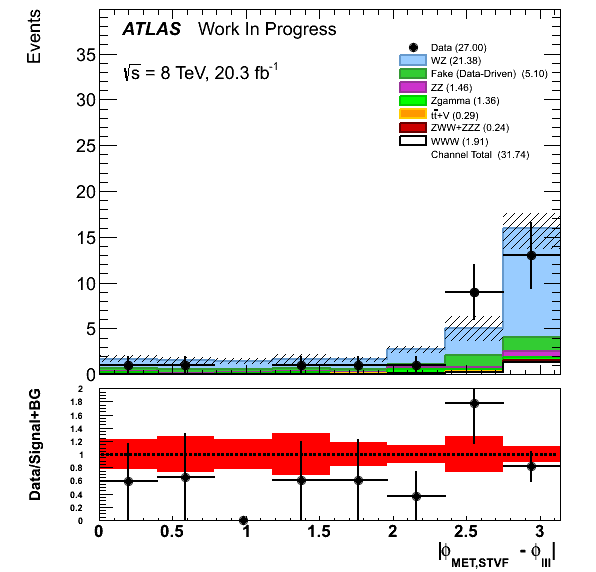 Events
ATLAS Work In Progress
√s = 8 TeV, 20.3 fb⁻¹
Data (27.00)
WZ (21.38)
Fake (Data-Driven) (5.10)
ZZ (1.46)
Zgamma (1.36)
tt̄+V (0.29)
ZWW+ZZZ (0.24)
WWW (1.91)
Channel Total (31.74)
35
30
25
20
15
10
5
0
Data/Signal+BG
2
1.8
1.6
1.4
1.2
1
0.8
0.6
0.4
0.2
0
0 0.5 1 1.5 2 2.5 3
|ϕMET,STVF - ϕlll|